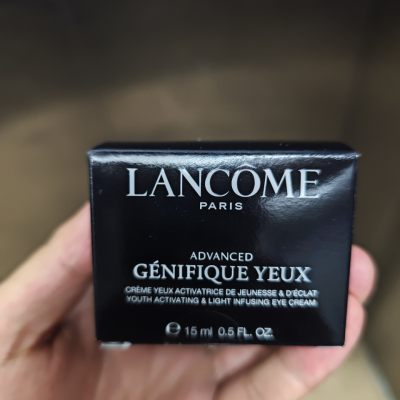 LANCÔME
PARIS
ADVANCED
GÉNIFIQUE YEUX
CRÈME YEUX ACTIVATRICE DE JEUNESSE & D'ÉCLAT
YOUTH ACTIVATING & LIGHT INFUSING EYE CREAM
℮ 15 ml 0.5 FL. OZ.